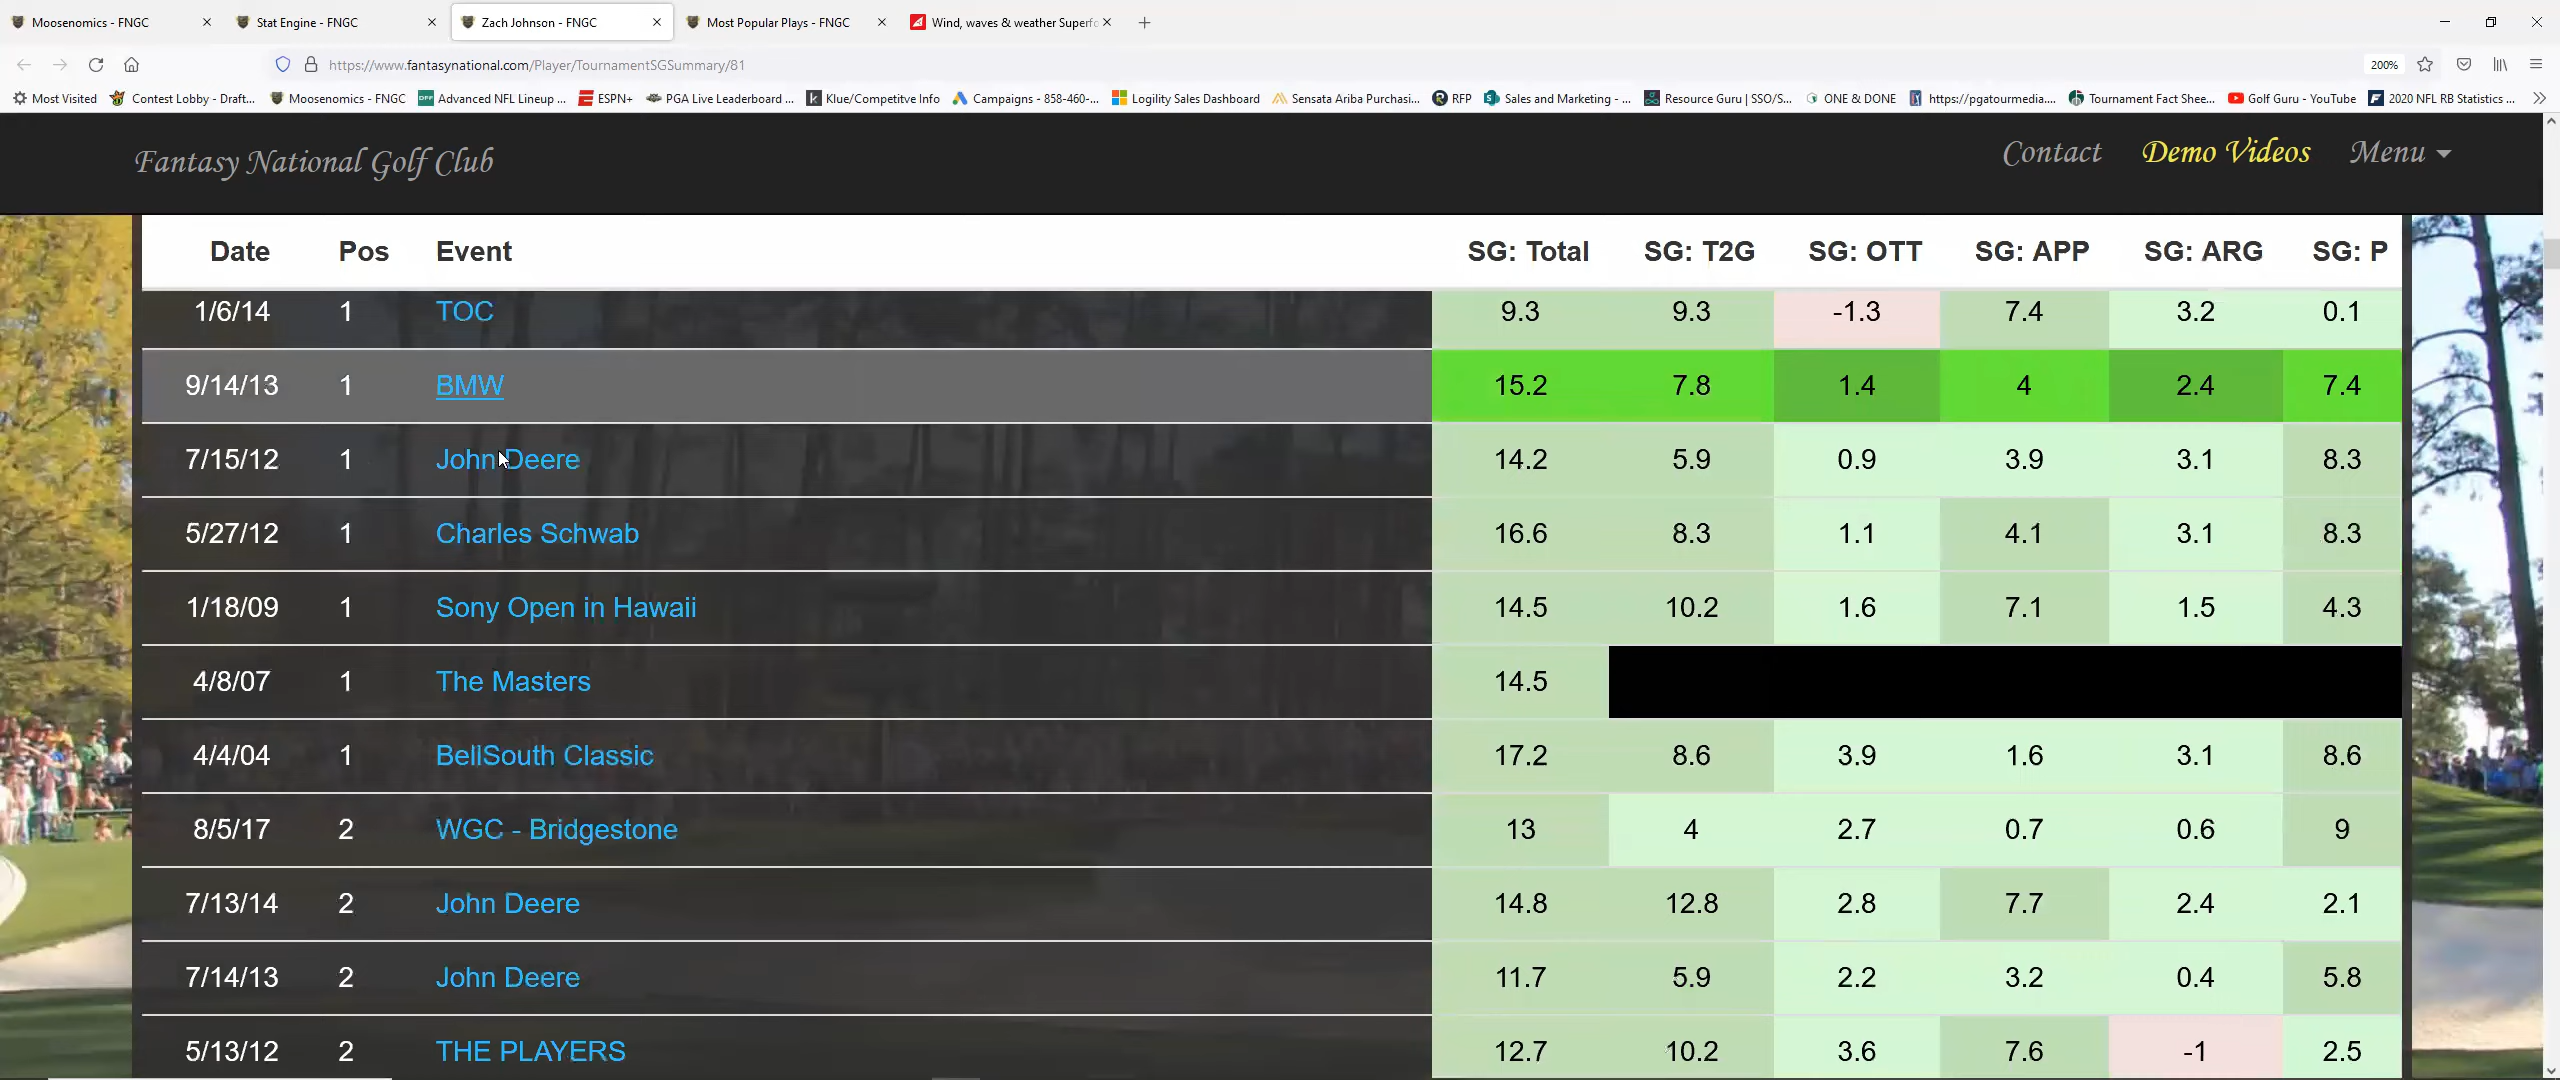 Moosenomics - FNGC
Stat Engine - FNGC
Zach Johnson - FNGC
Most Popular Plays - FNGC
Wind, waves & weather Superfo
https://www.fantasynational.com/Player/TournamentSGSummary/81
200%
Most Visited
Contest Lobby - Draft...
Moosenomics - FNGC
Advanced NFL Lineup ...
ESPN+
PGA Live Leaderboard ...
Klue/Competitve Info
Campaigns - 858-460-...
Logility Sales Dashboard
Sensata Ariba Purchasi...
RFP
Sales and Marketing - ...
Resource Guru | SSO/S...
ONE & DONE
https://pgatourmedia....
Tournament Fact Shee...
Golf Guru - YouTube
2020 NFL RB Statistics ...
Fantasy National Golf Club
Contact Demo Videos Menu
Date Pos Event SG: Total SG: T2G SG: OTT SG: APP SG: ARG SG: P
1/6/14 1 TOC 9.3 9.3 -1.3 7.4 3.2 0.1
9/14/13 1 BMW 15.2 7.8 1.4 4 2.4 7.4
7/15/12 1 John Deere 14.2 5.9 0.9 3.9 3.1 8.3
5/27/12 1 Charles Schwab 16.6 8.3 1.1 4.1 3.1 8.3
1/18/09 1 Sony Open in Hawaii 14.5 10.2 1.6 7.1 1.5 4.3
4/8/07 1 The Masters 14.5
4/4/04 1 BellSouth Classic 17.2 8.6 3.9 1.6 3.1 8.6
8/5/17 2 WGC - Bridgestone 13 4 2.7 0.7 0.6 9
7/13/14 2 John Deere 14.8 12.8 2.8 7.7 2.4 2.1
7/14/13 2 John Deere 11.7 5.9 2.2 3.2 0.4 5.8
5/13/12 2 THE PLAYERS 12.7 10.2 3.6 7.6 -1 2.5